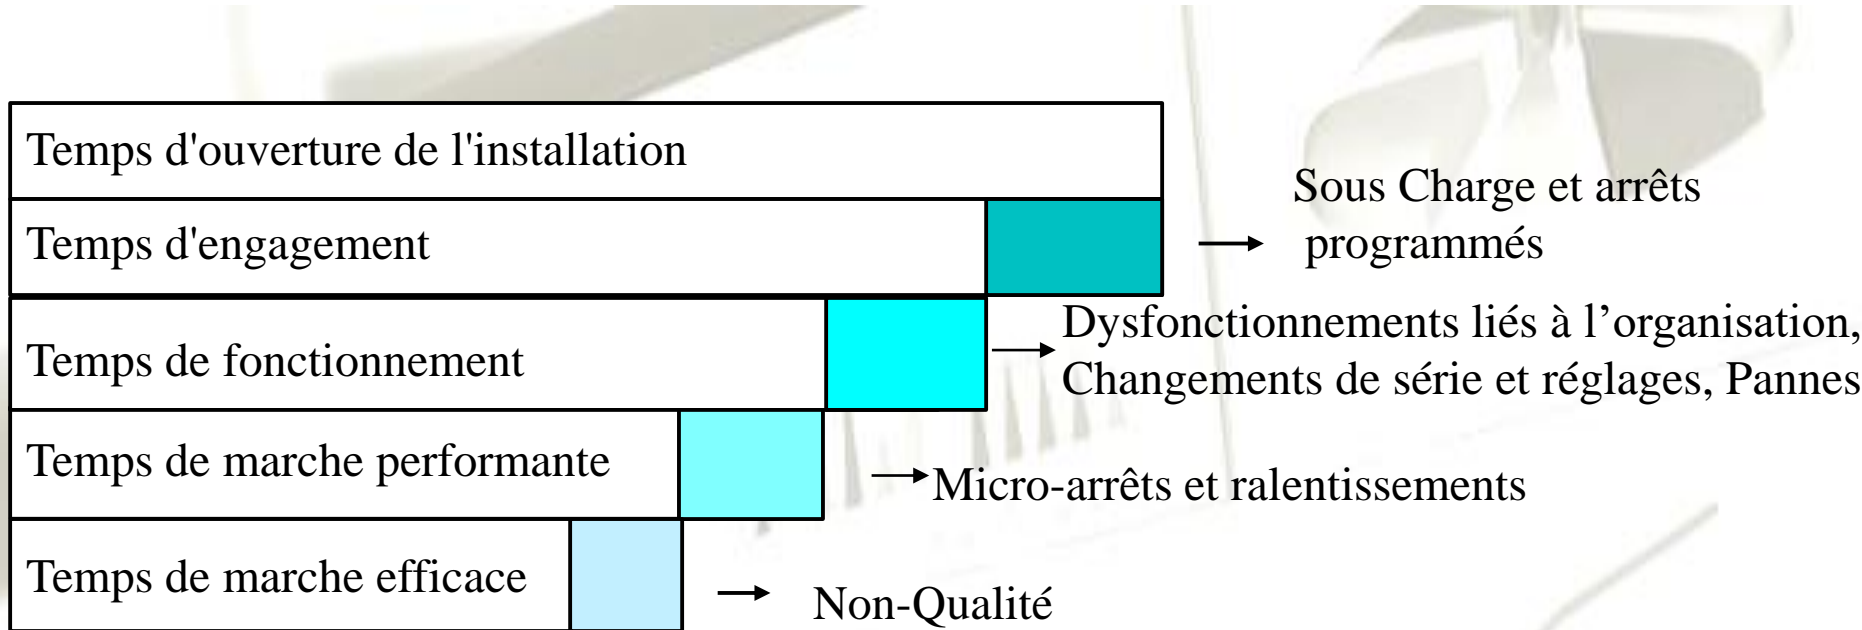 Temps d'ouverture de l'installation
Temps d'engagement
Sous Charge et arrêts
programmés
Temps de fonctionnement
Dysfonctionnements liés à l’organisation,
Changements de série et réglages, Pannes
Temps de marche performante
Micro-arrêts et ralentissements
Temps de marche efficace
Non-Qualité